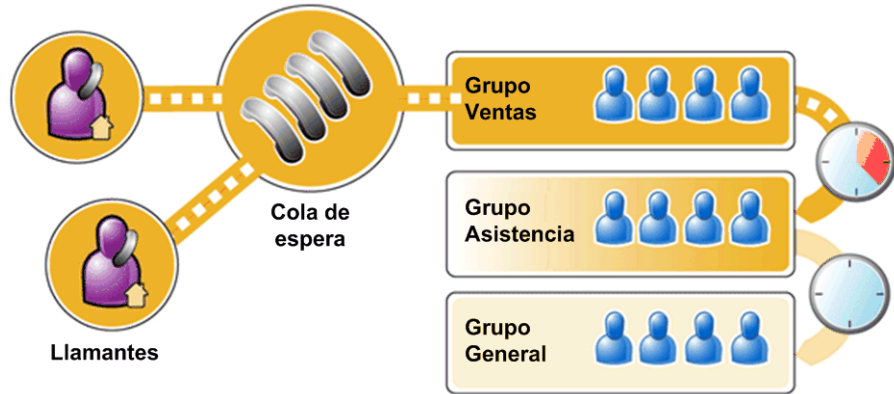 Llamantes
Cola de
espera
Grupo
Ventas
Grupo
Asistencia
Grupo
General